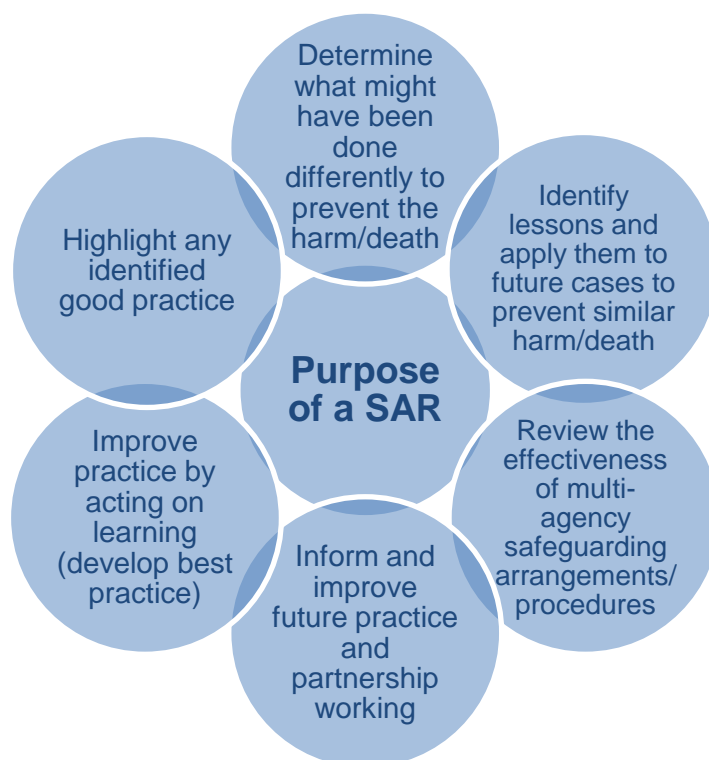 Determine
what might
have been
done
differently to
prevent the
harm/death
Identify
lessons and
apply them to
future cases to
prevent similar
harm/death
Review the
effectiveness
of multi-
agency
safeguarding
arrangements/
procedures
Inform and
improve
future practice
and
partnership
working
Improve
practice by
acting on
learning
(develop best
practice)
Highlight any
identified
good practice
Purpose
of a SAR